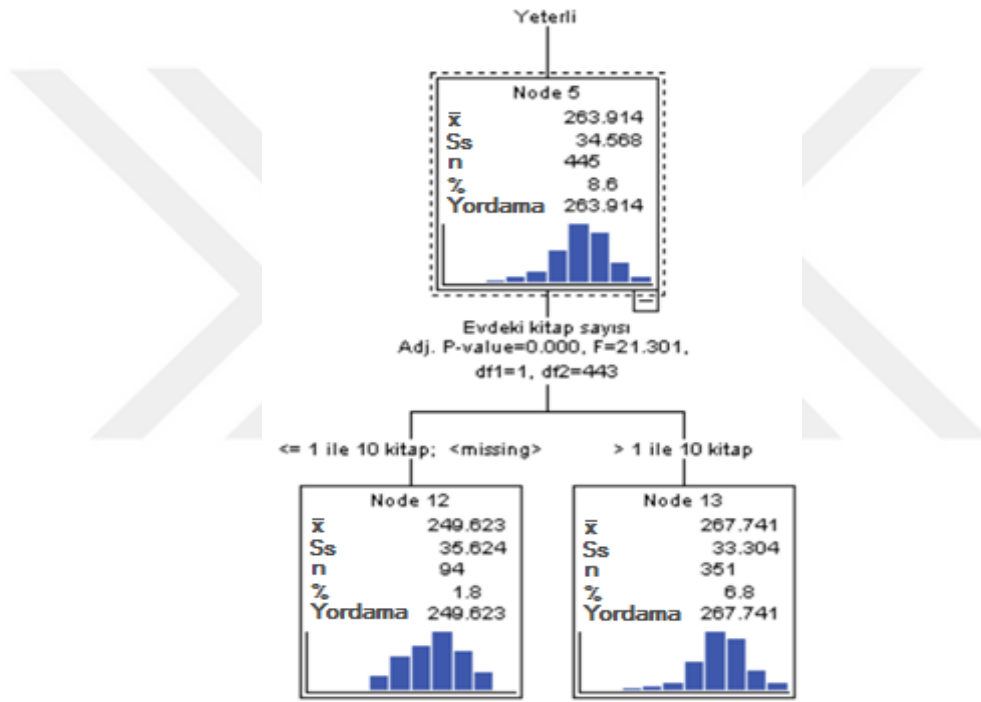 Yeterli
Node 5
x̄ 263.914
Ss 34.568
n 445
% 8.6
Yordama 263.914
Evdeki kitap sayısı
Adj. P-value=0.000, F=21.301,
df1=1, df2=443
<= 1 ile 10 kitap; <missing> > 1 ile 10 kitap
Node 12
x̄ 249.623
Ss 35.624
n 94
% 1.8
Yordama 249.623
Node 13
x̄ 267.741
Ss 33.304
n 351
% 6.8
Yordama 267.741